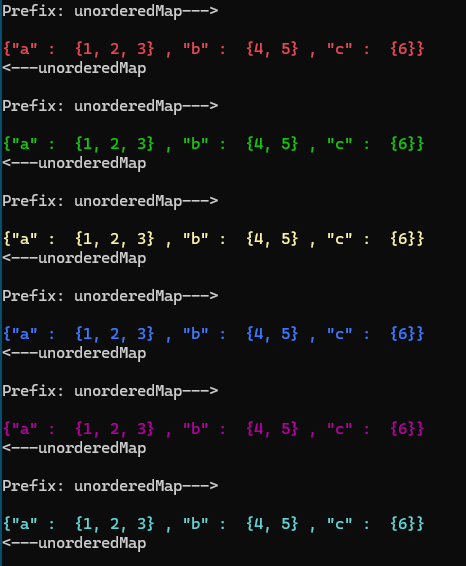 Prefix: unorderedMap--->
{"a" :  {1, 2, 3} , "b" :  {4, 5} , "c" :  {6}}
<---unorderedMap
Prefix: unorderedMap--->
{"a" :  {1, 2, 3} , "b" :  {4, 5} , "c" :  {6}}
<---unorderedMap
Prefix: unorderedMap--->
{"a" :  {1, 2, 3} , "b" :  {4, 5} , "c" :  {6}}
<---unorderedMap
Prefix: unorderedMap--->
{"a" :  {1, 2, 3} , "b" :  {4, 5} , "c" :  {6}}
<---unorderedMap
Prefix: unorderedMap--->
{"a" :  {1, 2, 3} , "b" :  {4, 5} , "c" :  {6}}
<---unorderedMap
Prefix: unorderedMap--->
{"a" :  {1, 2, 3} , "b" :  {4, 5} , "c" :  {6}}
<---unorderedMap